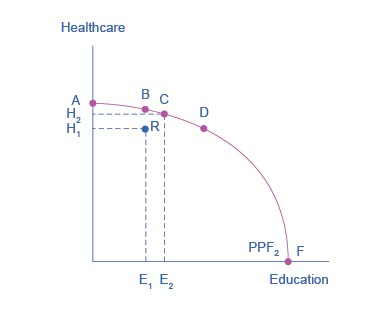 Healthcare
A
B
C
H₂
D
H₁
R
PPF₂
F
E₁
E₂
Education